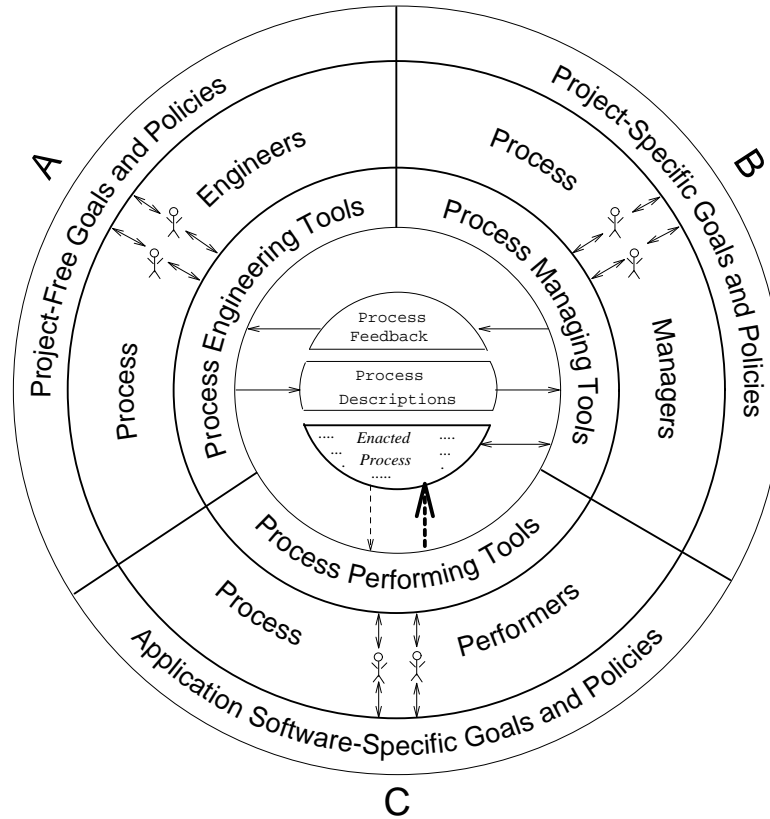 A
Project-Free Goals and Policies
Process
Engineers
Process Engineering Tools
B
Project-Specific Goals and Policies
Process
Managers
Process Managing Tools
Process
Feedback
Process
Descriptions
Enacted
Process
Process Performing Tools
Process
Performers
Application Software-Specific Goals and Policies
C